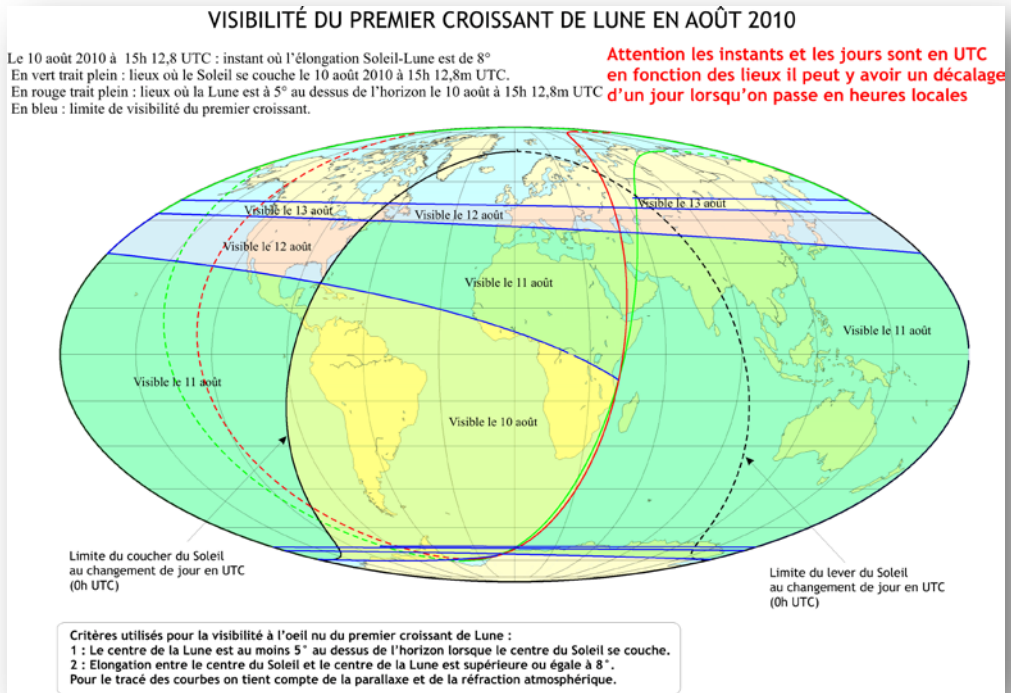 VISIBILITÉ DU PREMIER CROISSANT DE LUNE EN AOÛT 2010
Le 10 août 2010 à 15h 12,8 UTC : instant où l'élongation Soleil-Lune est de 8°
En vert trait plein : lieux où le Soleil se couche le 10 août 2010 à 15h 12,8m UTC.
En rouge trait plein : lieux où la Lune est à 5° au dessus de l'horizon le 10 août à 15h 12,8m UTC
En bleu : limite de visibilité du premier croissant.
Attention les instants et les jours sont en UTC
en fonction des lieux il peut y avoir un décalage
d'un jour lorsqu'on passe en heures locales
Visible le 13 août
Visible le 12 août
Visible le 13 août
Visible le 12 août
Visible le 11 août
Visible le 11 août
Visible le 11 août
Visible le 10 août
Limite du coucher du Soleil
au changement de jour en UTC
(0h UTC)
Limite du lever du Soleil
au changement de jour en UTC
(0h UTC)
Critères utilisés pour la visibilité à l'oeil nu du premier croissant de Lune :
1 : Le centre de la Lune est au moins 5° au dessus de l'horizon lorsque le centre du Soleil se couche.
2 : Elongation entre le centre du Soleil et le centre de la Lune est supérieure ou égale à 8°.
Pour le tracé des courbes on tient compte de la parallaxe et de la réfraction atmosphérique.